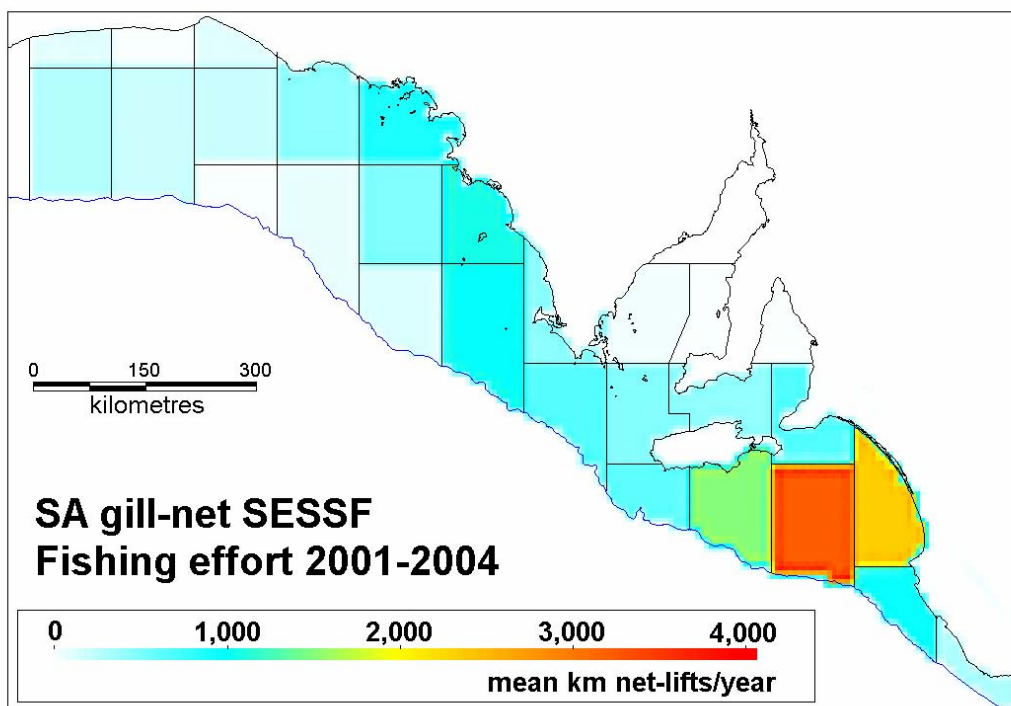 0 150 300
kilometres
SA gill-net SESSF
Fishing effort 2001-2004
0 1,000 2,000 3,000 4,000
mean km net-lifts/year